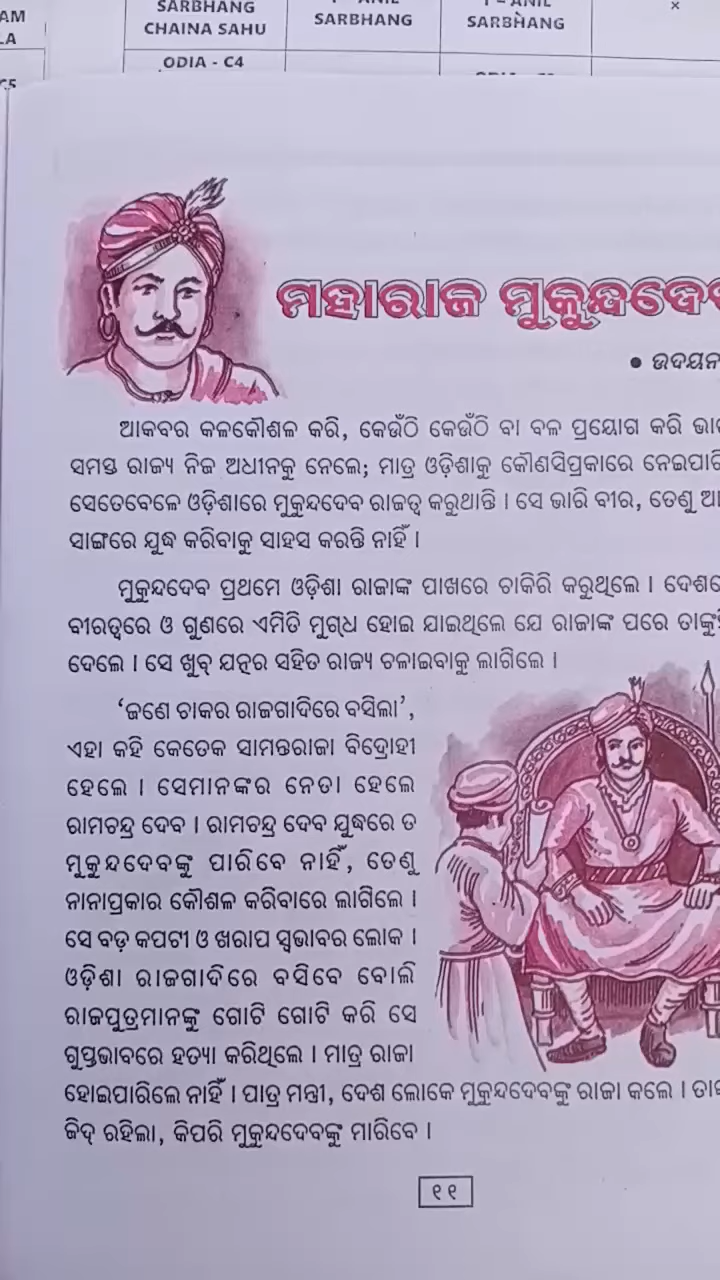 SARBHANG
CHAINA SAHU
SARBHANG
SARBHANG
×
ODIA - C4
ମହାରାଜ ମୁକୁନ୍ଦଦେବ
● ଉଦୟନ
ଆକବର କଳକୌଶଳ କରି, କେଉଁଠି କେଉଁଠି ବା ବଳ ପ୍ରୟୋଗ କରି
ସମସ୍ତ ରାଜ୍ୟ ନିଜ ଅଧୀନକୁ ନେଲେ; ମାତ୍ର ଓଡ଼ିଶାକୁ କୌଣସିପ୍ରକାରେ ନେଇପାରି
ସେତେବେଳେ ଓଡ଼ିଶାରେ ମୁକୁନ୍ଦଦେବ ରାଜତ୍ୱ କରୁଥାନ୍ତି । ସେ ଭାରି ବୀର, ତେଣୁ ଆ
ସାଙ୍ଗରେ ଯୁଦ୍ଧ କରିବାକୁ ସାହସ କରନ୍ତି ନାହିଁ ।
ମୁକୁନ୍ଦଦେବ ପ୍ରଥମେ ଓଡ଼ିଶା ରାଜାଙ୍କ ପାଖରେ ଚାକିରି କରୁଥିଲେ ।
ବୀରତ୍ୱରେ ଓ ଗୁଣରେ ଏମିତି ମୁଗ୍ଧ ହୋଇ ଯାଇଥିଲେ ଯେ ରାଜାଙ୍କ ପରେ
ଦେଲେ । ସେ ଖୁବ୍ ଯତ୍ନର ସହିତ ରାଜ୍ୟ ଚଳାଇବାକୁ ଲାଗିଲେ ।
‘ଜଣେ ଚାକର ରାଜଗାଦିରେ ବସିଲା’,
ଏହା କହି କେତେକ ସାମନ୍ତରାଜା ବିଦ୍ରୋହୀ
ହେଲେ । ସେମାନଙ୍କର ନେତା ହେଲେ
ରାମଚନ୍ଦ୍ର ଦେବ । ରାମଚନ୍ଦ୍ର ଦେବ ଯୁଦ୍ଧରେ ତ
ମୁକୁନ୍ଦଦେବଙ୍କୁ ପାରିବେ ନାହିଁ, ତେଣୁ
ନାନାପ୍ରକାର କୌଶଳ କରିବାରେ ଲାଗିଲେ ।
ସେ ବଡ଼ କପଟୀ ଓ ଖରାପ ସ୍ୱଭାବର ଲୋକ ।
ଓଡ଼ିଶା ରାଜଗାଦିରେ ବସିବେ ବୋଲି
ରାଜପୁତ୍ରମାନଙ୍କୁ ଗୋଟି ଗୋଟି କରି ସେ
ଗୁପ୍ତଭାବରେ ହତ୍ୟା କରିଥିଲେ । ମାତ୍ର ରାଜା
ହୋଇପାରିଲେ ନାହିଁ । ପାତ୍ର ମନ୍ତ୍ରୀ, ଦେଶ ଲୋକେ ମୁକୁନ୍ଦଦେବଙ୍କୁ ରାଜା କଲେ ।
ଜିଦ୍ ରହିଲା, କିପରି ମୁକୁନ୍ଦଦେବଙ୍କୁ ମାରିବେ ।
୧୧